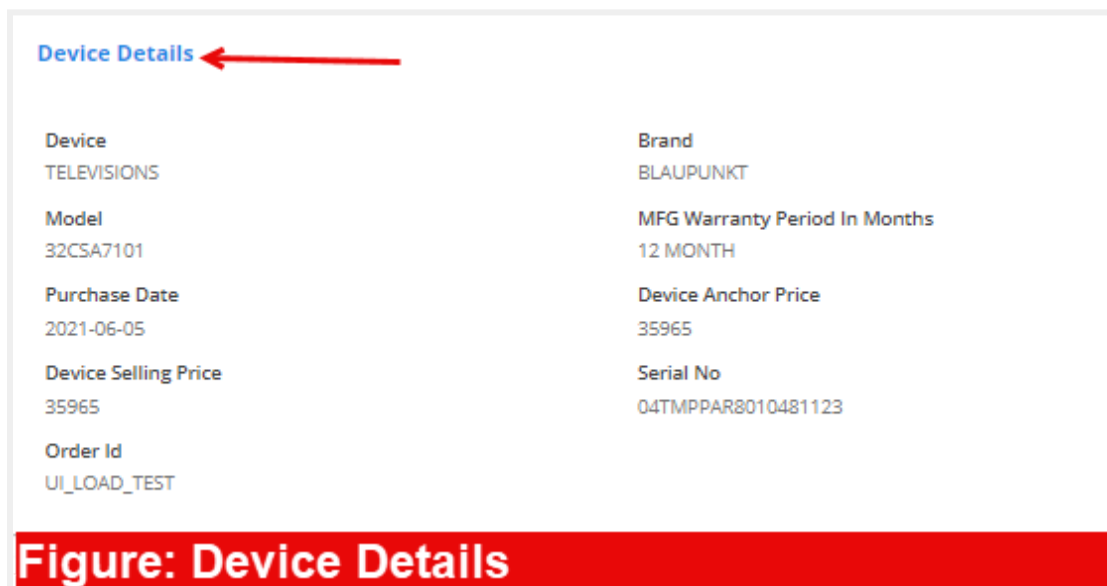 Device Details
Device
TELEVISIONS
Brand
BLAUPUNKT
Model
32CSA7101
MFG Warranty Period In Months
12 MONTH
Purchase Date
2021-06-05
Device Anchor Price
35965
Device Selling Price
35965
Serial No
04TMPPAR8010481123
Order Id
UI_LOAD_TEST
Figure: Device Details